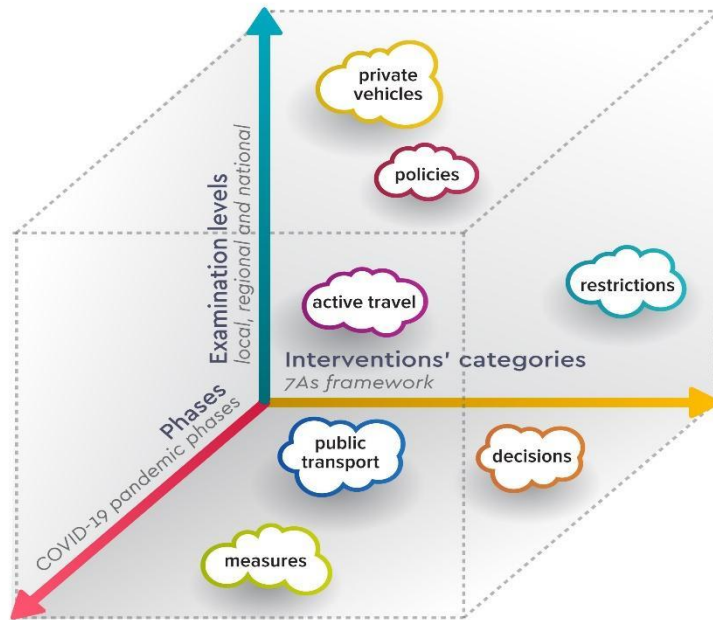 private
vehicles
policies
Examination levels
local, regional and national
active travel
restrictions
Interventions' categories
7As framework
Phases
COVID-19 pandemic phases
public
transport
decisions
measures